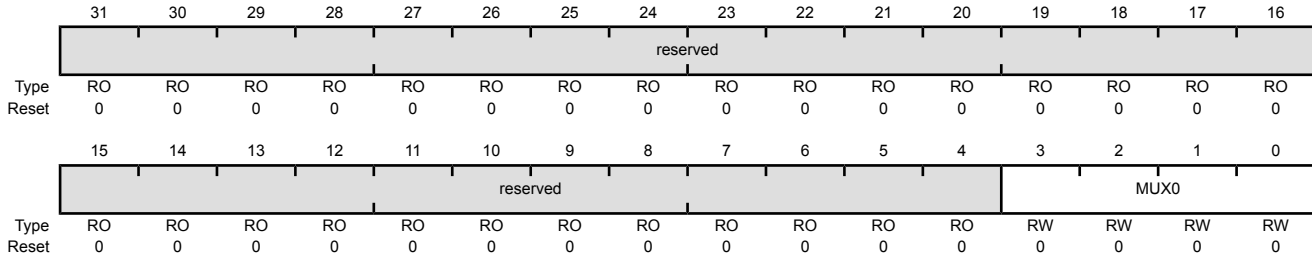 31 30 29 28 27 26 25 24 23 22 21 20 19 18 17 16
reserved
Type RO RO RO RO RO RO RO RO RO RO RO RO RO RO RO RO
Reset 0 0 0 0 0 0 0 0 0 0 0 0 0 0 0 0
15 14 13 12 11 10 9 8 7 6 5 4 3 2 1 0
reserved MUX0
Type RO RO RO RO RO RO RO RO RO RO RO RO RW RW RW RW
Reset 0 0 0 0 0 0 0 0 0 0 0 0 0 0 0 0